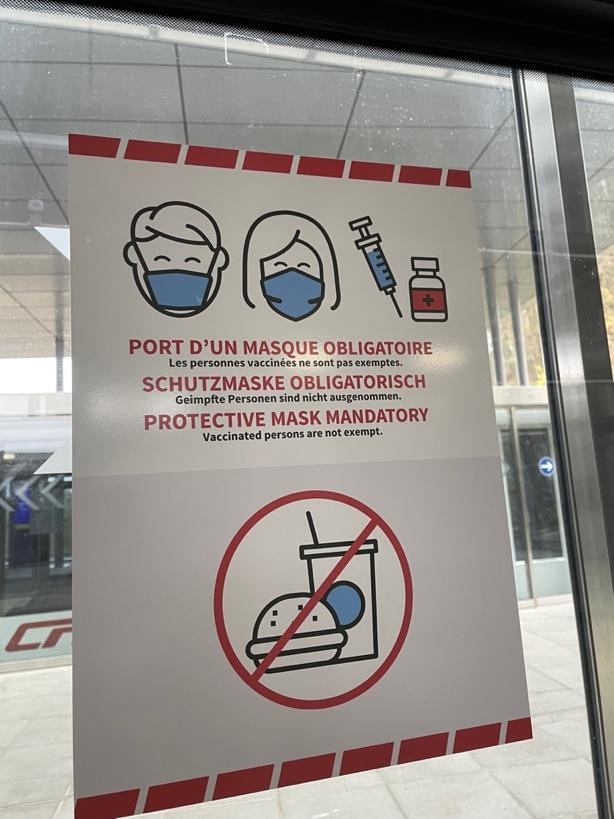 PORT D'UN MASQUE OBLIGATOIRE
Les personnes vaccinées ne sont pas exemptes.
SCHUTZMASKE OBLIGATORISCH
Geimpfte Personen sind nicht ausgenommen.
PROTECTIVE MASK MANDATORY
Vaccinated persons are not exempt.